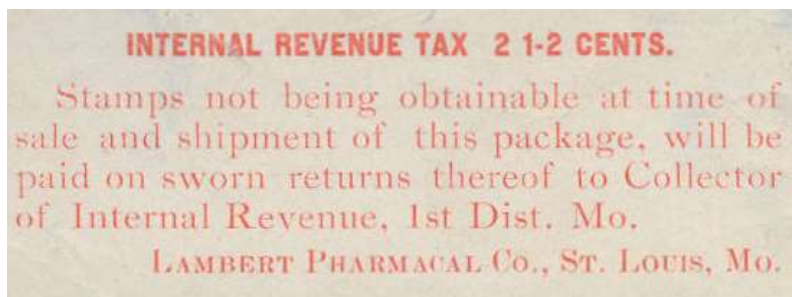 INTERNAL REVENUE TAX 2 1-2 CENTS.
Stamps not being obtainable at time of
sale and shipment of this package, will be
paid on sworn returns thereof to Collector
of Internal Revenue, 1st Dist. Mo.
LAMBERT PHARMACAL Co., ST. LOUIS, MO.